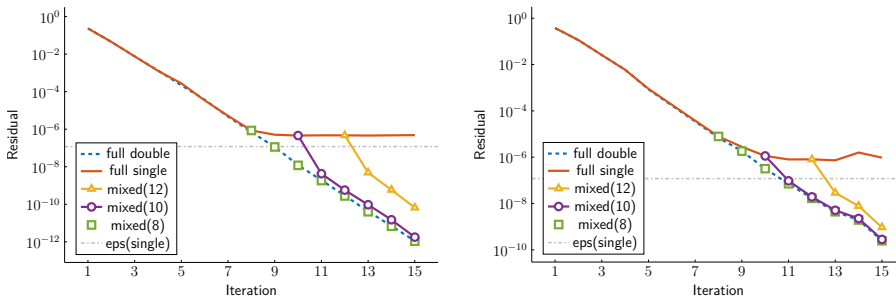 10^0
10^-2
10^-4
10^-6
10^-8
10^-10
10^-12
Residual
full double
full single
mixed(12)
mixed(10)
mixed(8)
eps(single)
1 3 5 7 9 11 13 15
Iteration
10^0
10^-2
10^-4
10^-6
10^-8
10^-10
Residual
full double
full single
mixed(12)
mixed(10)
mixed(8)
eps(single)
1 3 5 7 9 11 13 15
Iteration